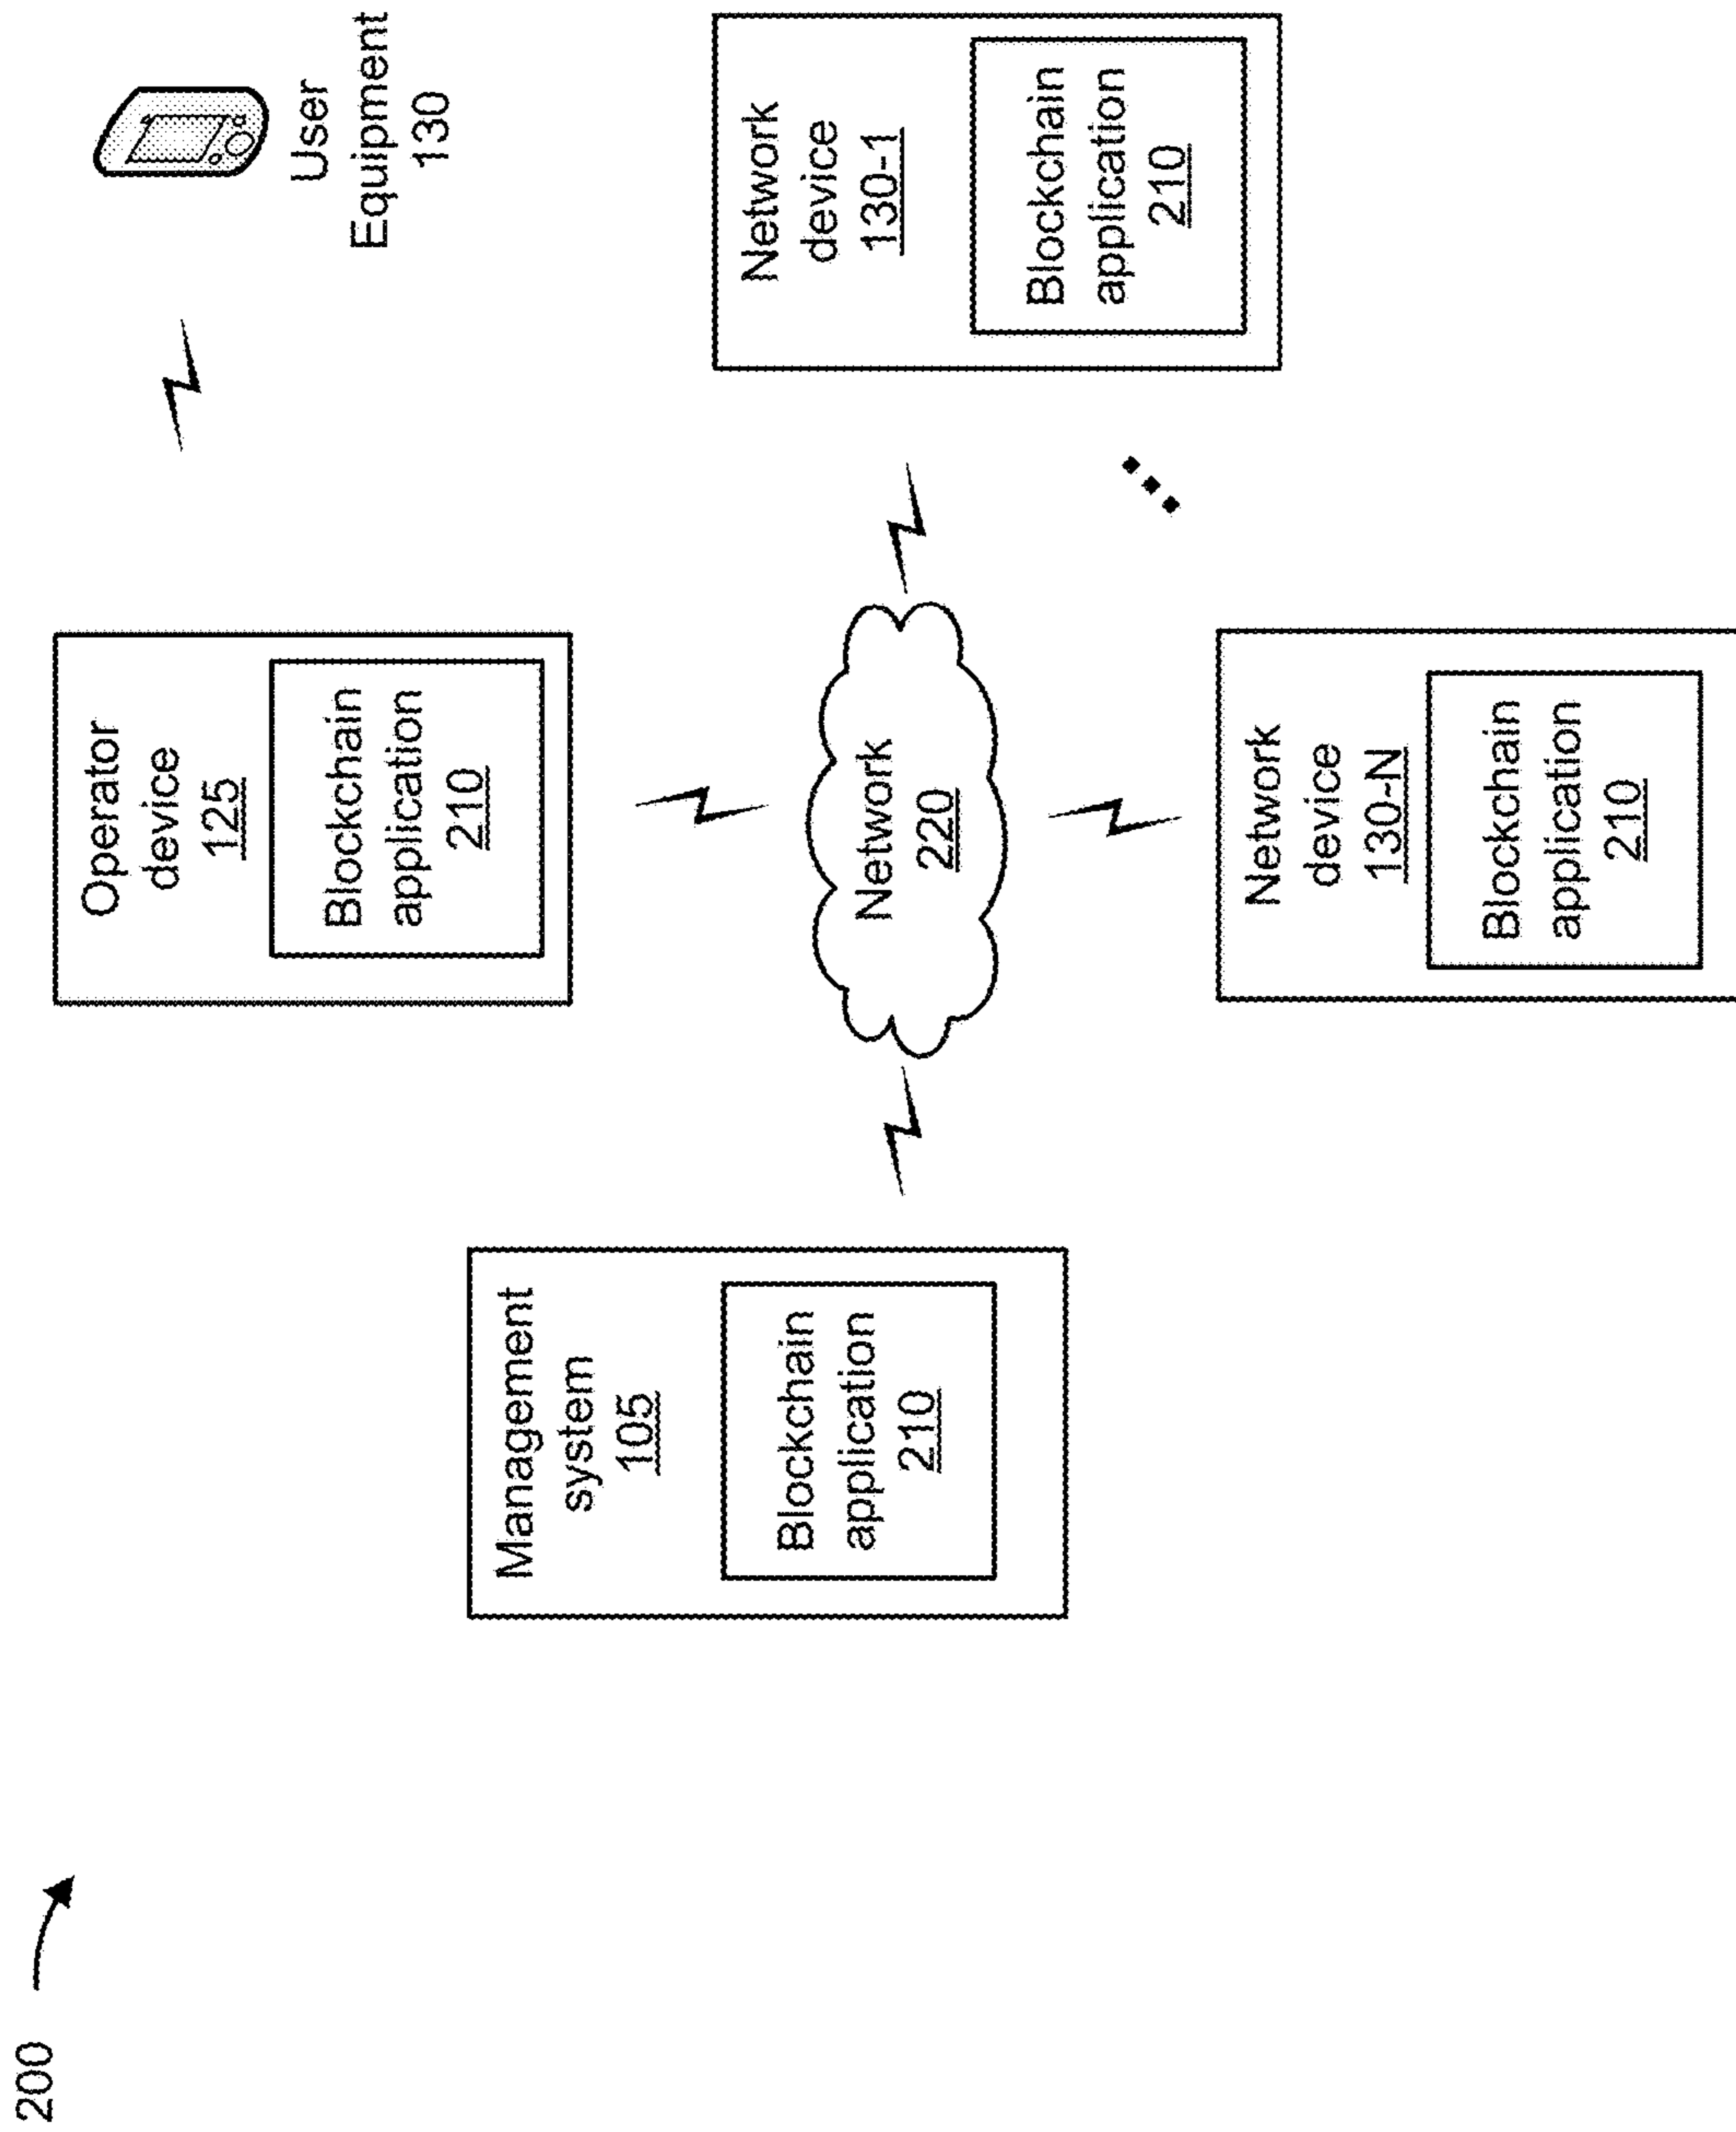 200
Operator
device
125
Blockchain
application
210
User
Equipment
130
Management
system
105
Blockchain
application
210
Network
220
Network
device
130-1
Blockchain
application
210
Network
device
130-N
Blockchain
application
210